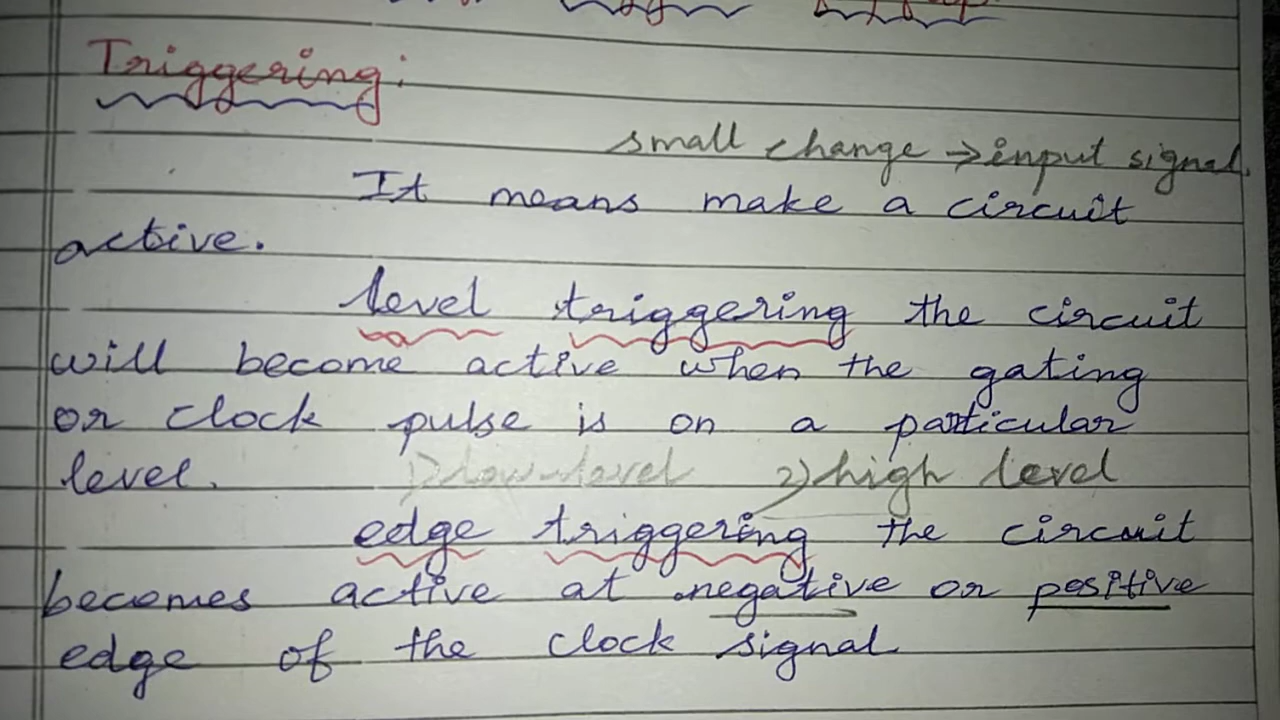 Triggering:
small change →input signal.
It means make a circuit
active.
level triggering the circuit
will become active when the gating
or clock pulse is on a particular
level. 1)low-level 2)high level
edge triggering the circuit
becomes active at negative or positive
edge of the clock signal.